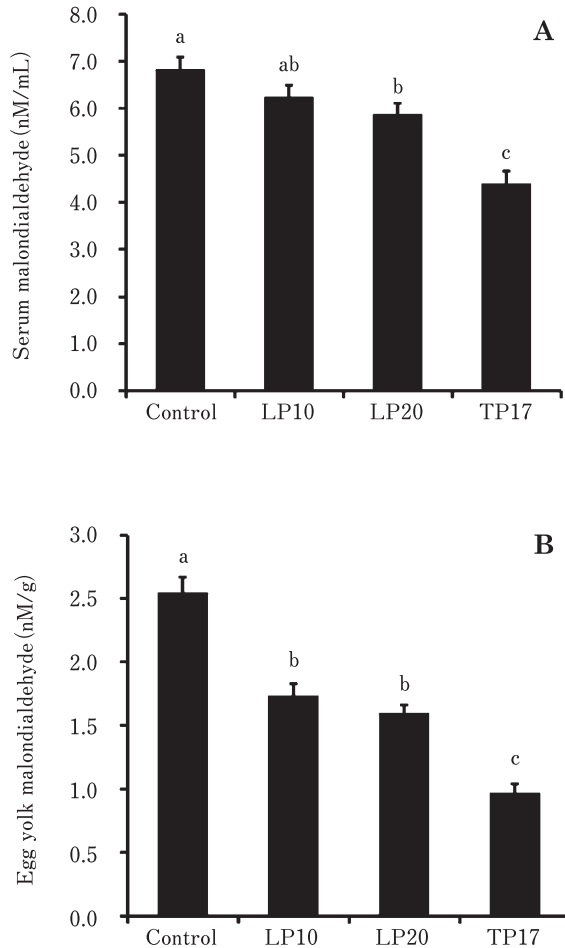 A
Serum malondialdehyde (nM/mL)
8.0
7.0
6.0
5.0
4.0
3.0
2.0
1.0
0.0
a
ab
b
c
Control LP10 LP20 TP17
B
Egg yolk malondialdehyde (nM/g)
3.0
2.5
2.0
1.5
1.0
0.5
0.0
a
b
b
c
Control LP10 LP20 TP17